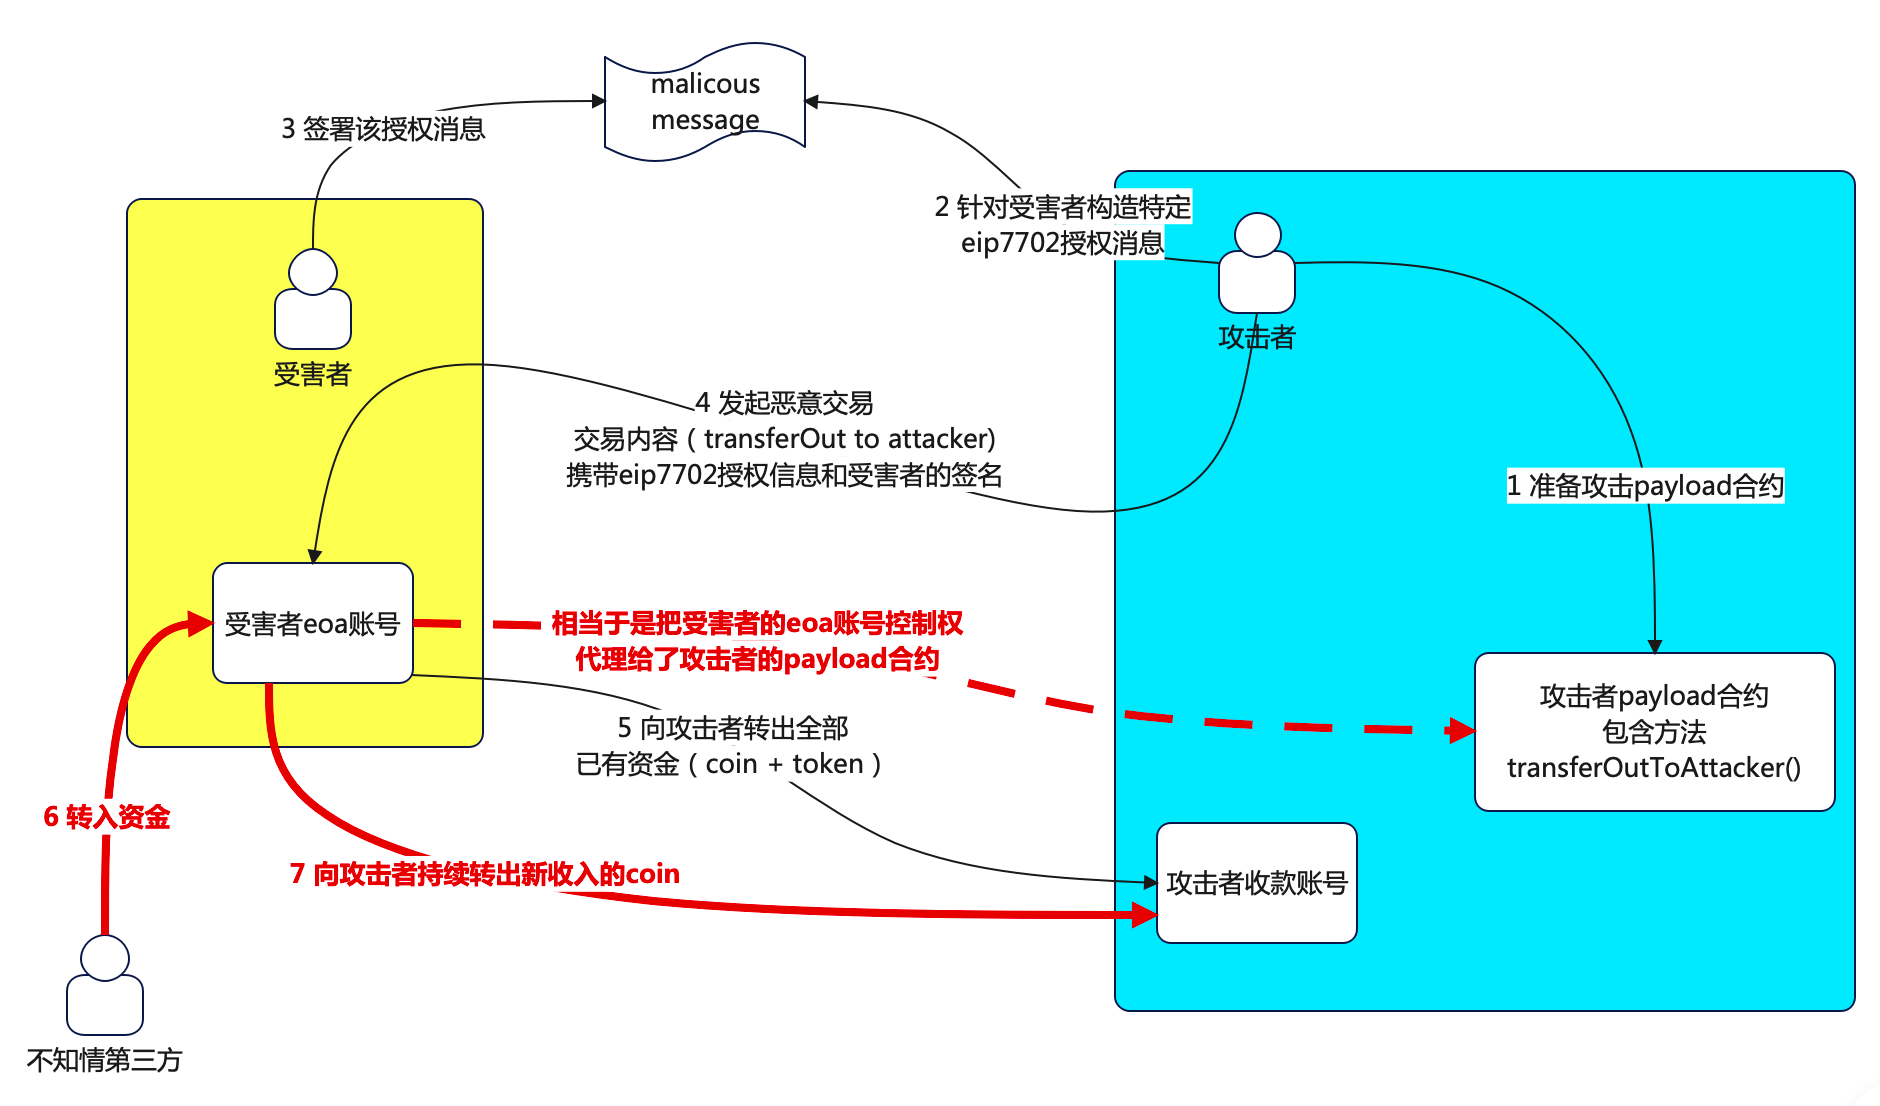 malicous
message
3 签署该授权消息
2 针对受害者构造特定
eip7702授权消息
受害者
攻击者
4 发起恶意交易
交易内容（transferOut to attacker)
携带eip7702授权信息和受害者的签名
1 准备攻击payload合约
受害者eoa账号
相当于是把受害者的eoa账号控制权
代理给了攻击者的payload合约
攻击者payload合约
包含方法
transferOutToAttacker()
5 向攻击者转出全部
已有资金（coin + token）
6 转入资金
7 向攻击者持续转出新收入的coin
攻击者收款账号
不知情第三方